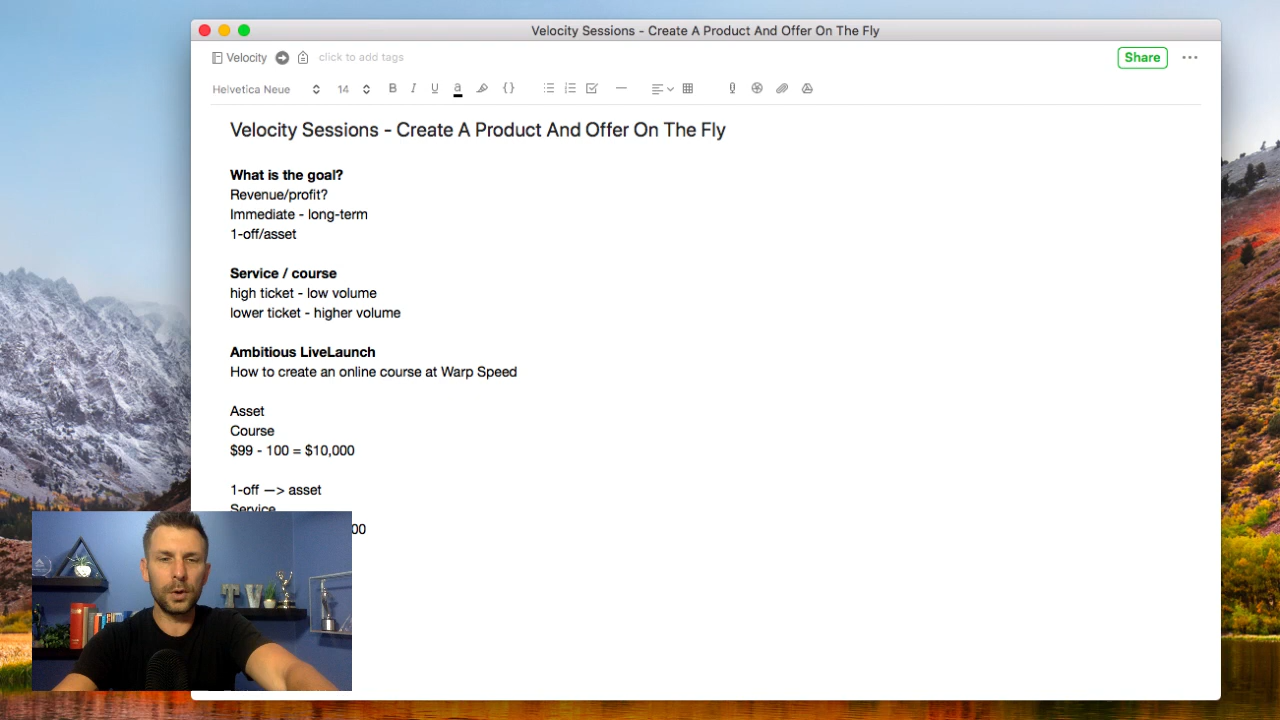 Velocity Sessions - Create A Product And Offer On The Fly
Velocity
click to add tags
Share
Helvetica Neue
14
B I U a {}
Velocity Sessions - Create A Product And Offer On The Fly
What is the goal?
Revenue/profit?
Immediate - long-term
1-off/asset
Service / course
high ticket - low volume
lower ticket - higher volume
Ambitious LiveLaunch
How to create an online course at Warp Speed
Asset
Course
$99 - 100 = $10,000
1-off —> asset
Service
00
T V